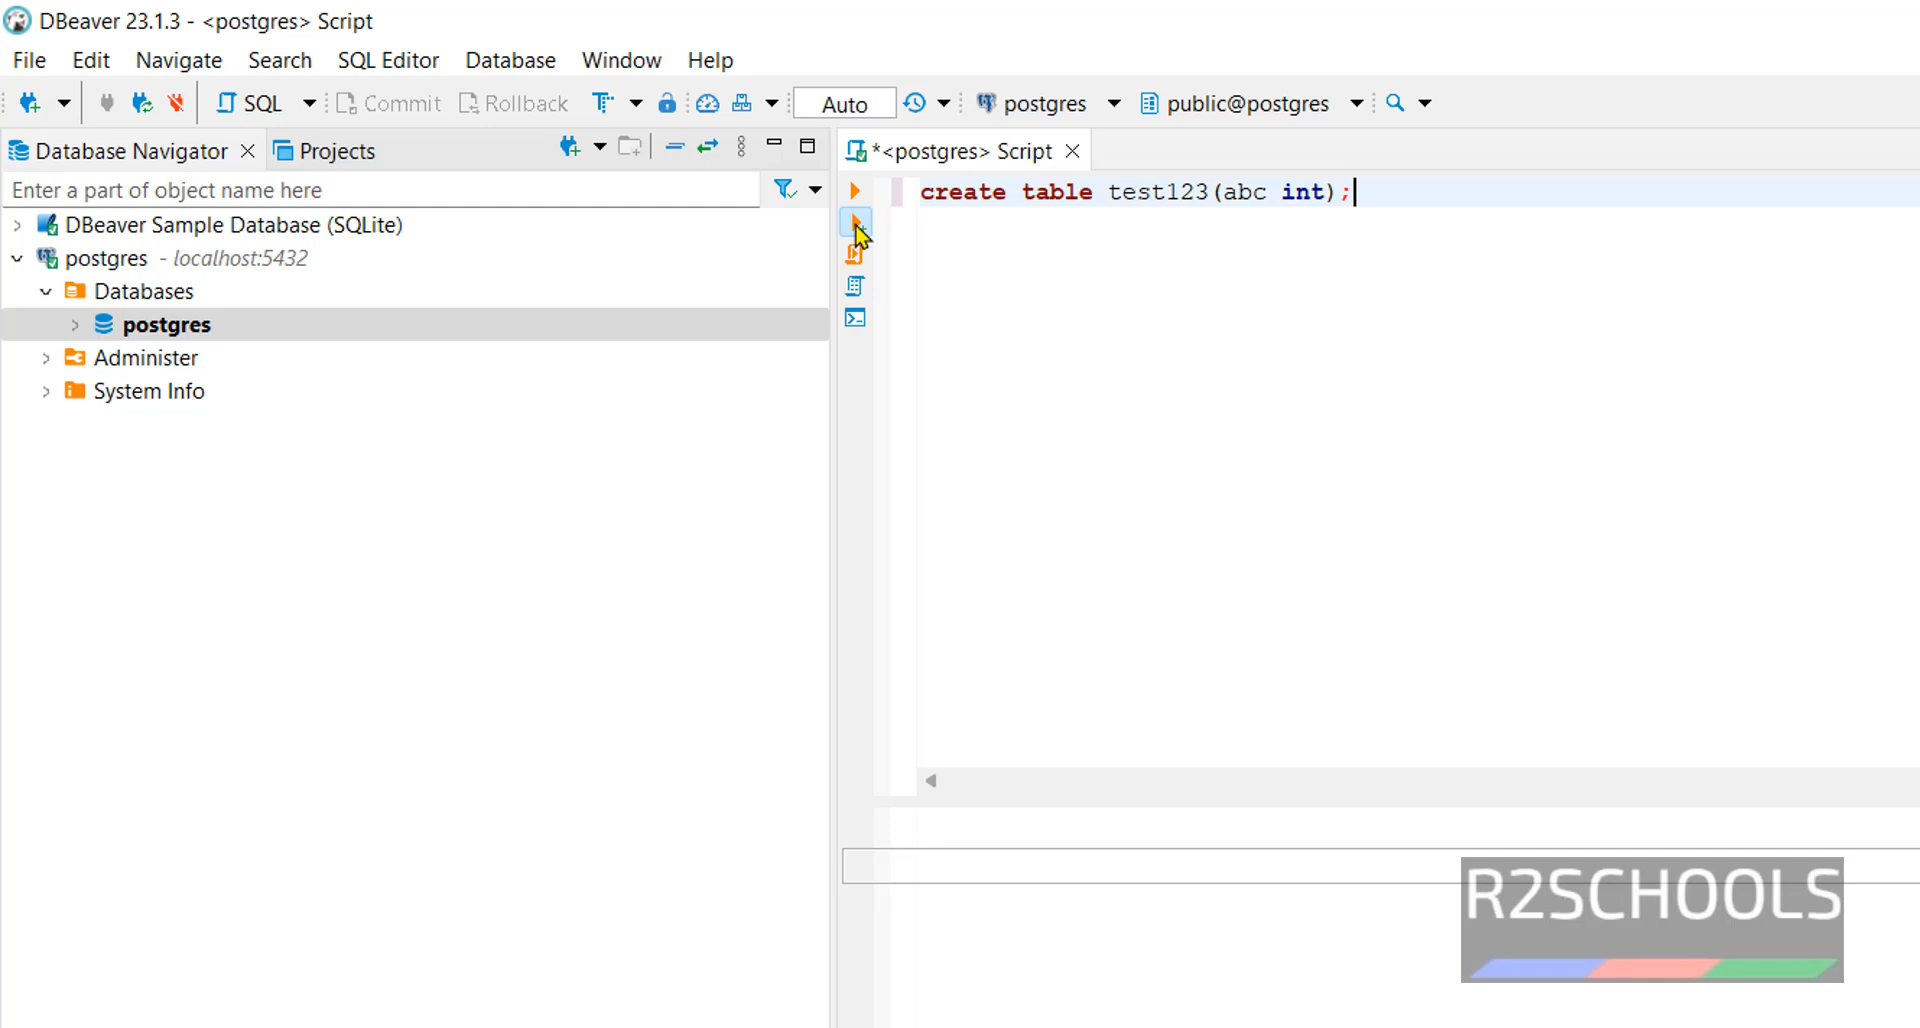 DBeaver 23.1.3 - <postgres> Script
File Edit Navigate Search SQL Editor Database Window Help
SQL Commit Rollback Auto postgres public@postgres
Database Navigator Projects
*<postgres> Script
Enter a part of object name here
create table test123(abc int);
DBeaver Sample Database (SQLite)
postgres - localhost:5432
Databases
postgres
Administer
System Info
R2SCHOOLS